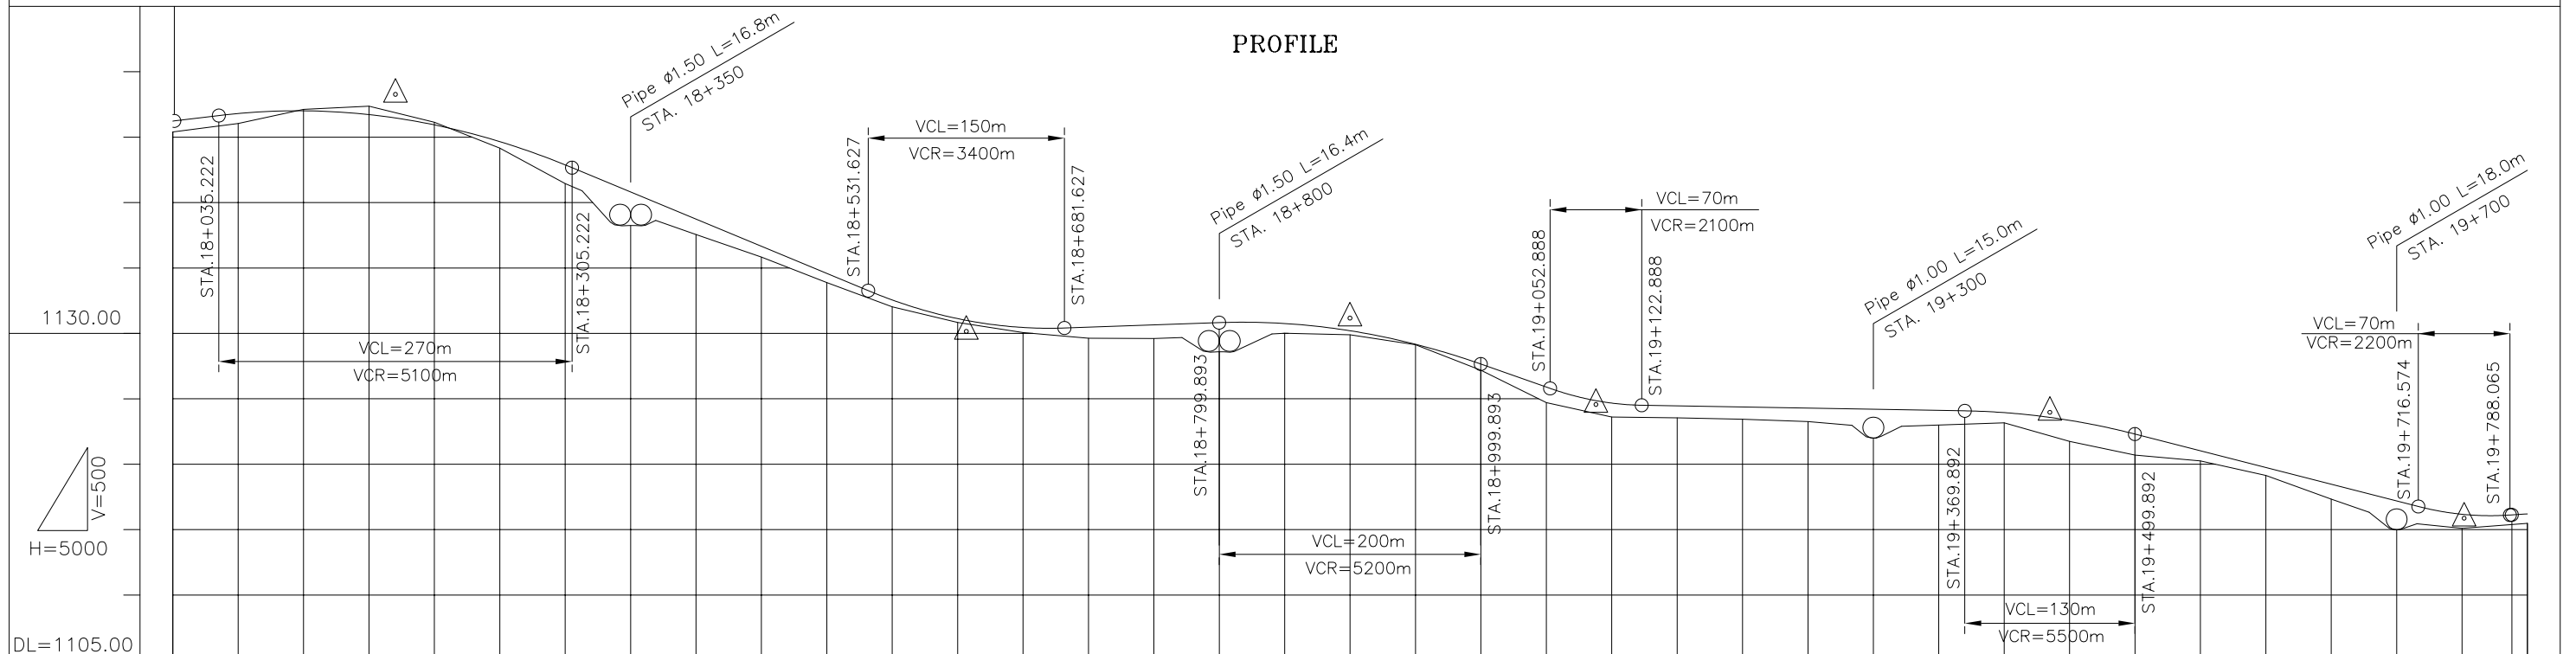 PROFILE
Pipe ø1.50 L=16.8m
STA. 18+350
STA.18+035.222
VCL=270m
VCR=5100m
STA.18+305.222
STA.18+531.627
VCL=150m
VCR=3400m
STA.18+681.627
Pipe ø1.50 L=16.4m
STA. 18+800
STA.18+799.893
VCL=200m
VCR=5200m
STA.18+999.893
STA.19+052.888
VCL=70m
VCR=2100m
STA.19+122.888
Pipe ø1.00 L=15.0m
STA. 19+300
STA.19+369.892
VCL=130m
VCR=5500m
STA.19+499.892
Pipe ø1.00 L=18.0m
STA. 19+700
VCL=70m
VCR=2200m
STA.19+716.574
STA.19+788.065
1130.00
V=500
H=5000
DL=1105.00